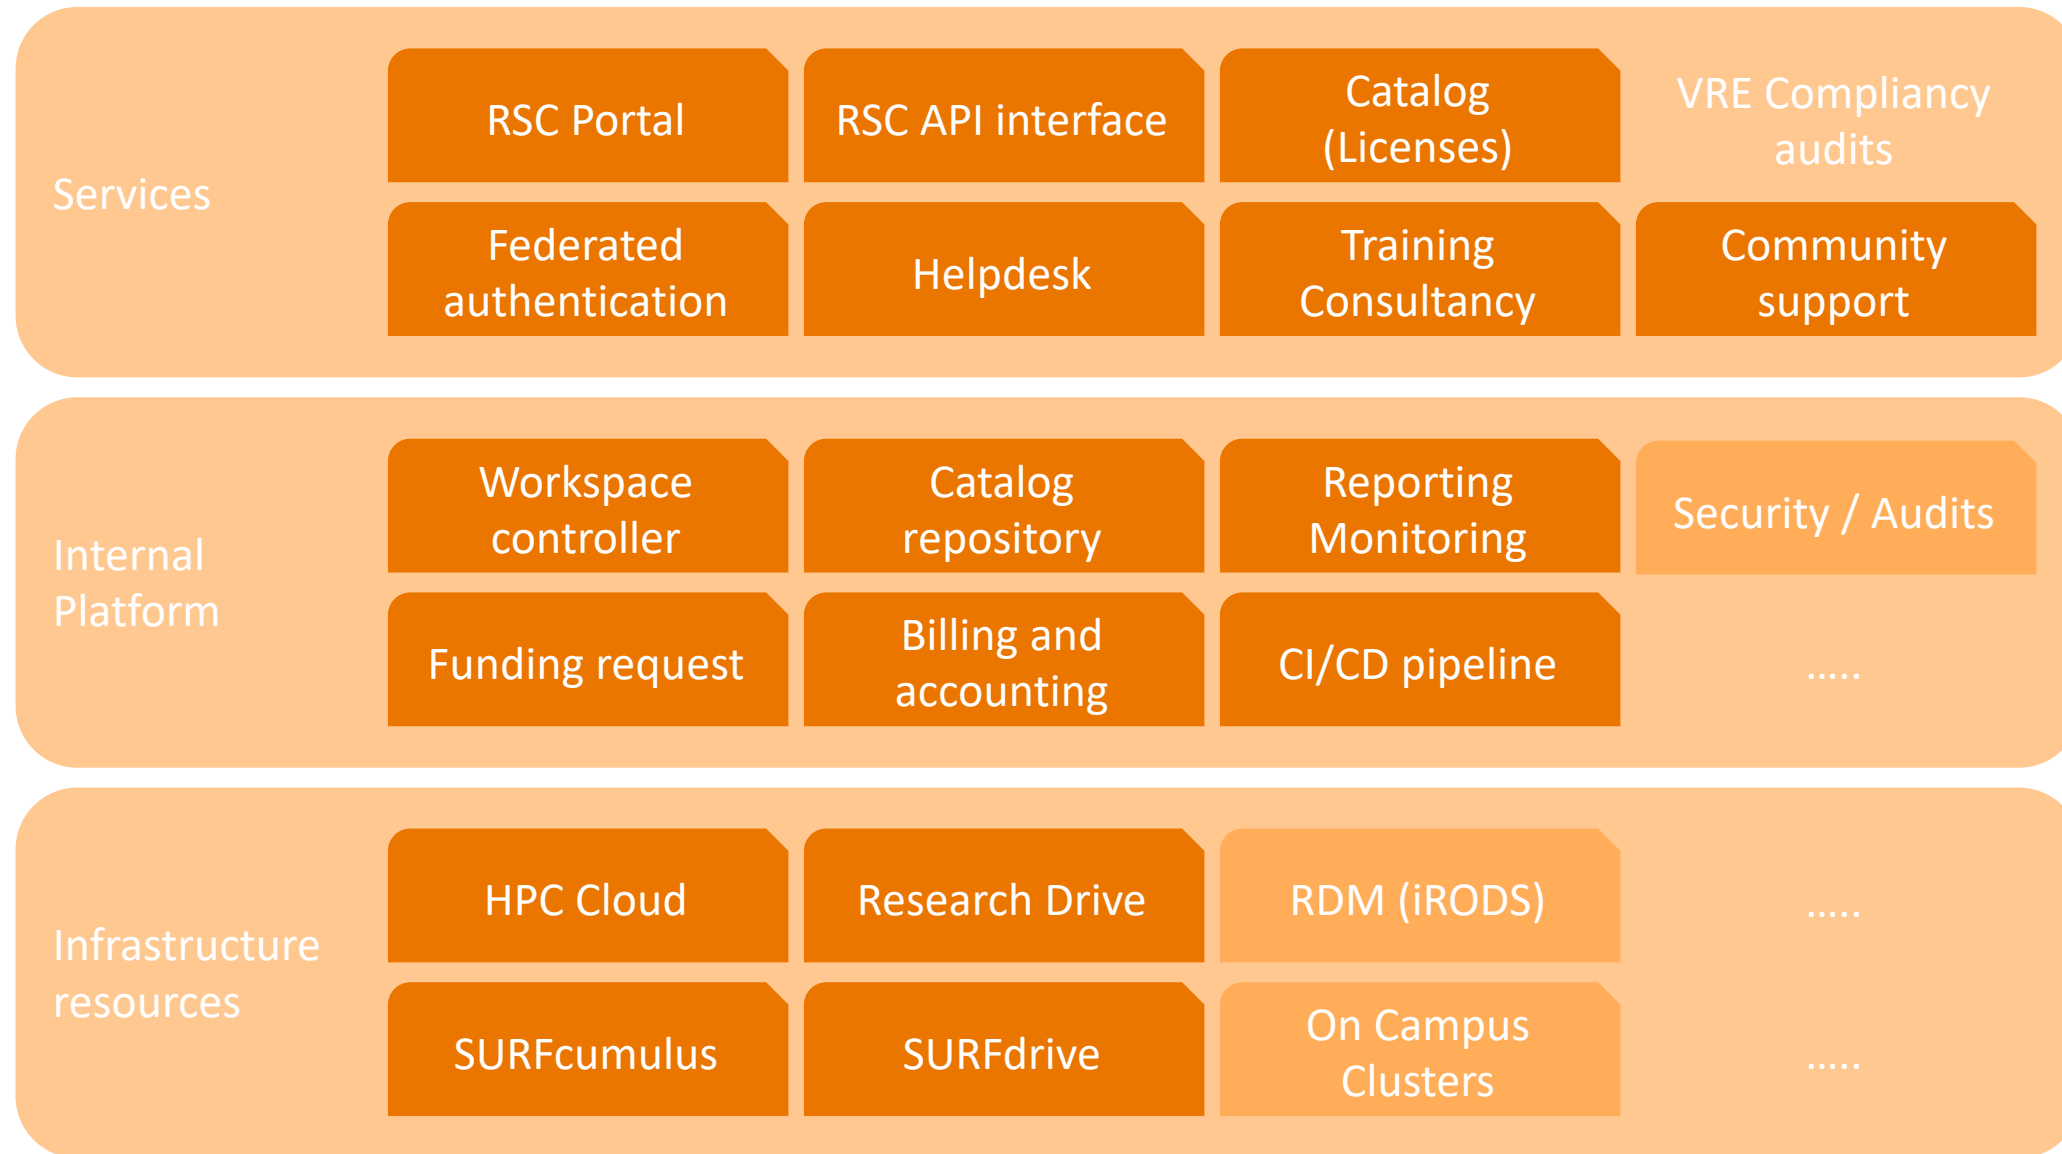 Services
RSC Portal
RSC API interface
Catalog
(Licenses)
VRE Compliancy
audits
Federated
authentication
Helpdesk
Training
Consultancy
Community
support
Internal
Platform
Workspace
controller
Catalog
repository
Reporting
Monitoring
Security / Audits
Funding request
Billing and
accounting
CI/CD pipeline
.....
Infrastructure
resources
HPC Cloud
Research Drive
RDM (iRODS)
.....
SURFcumulus
SURFdrive
On Campus
Clusters
.....